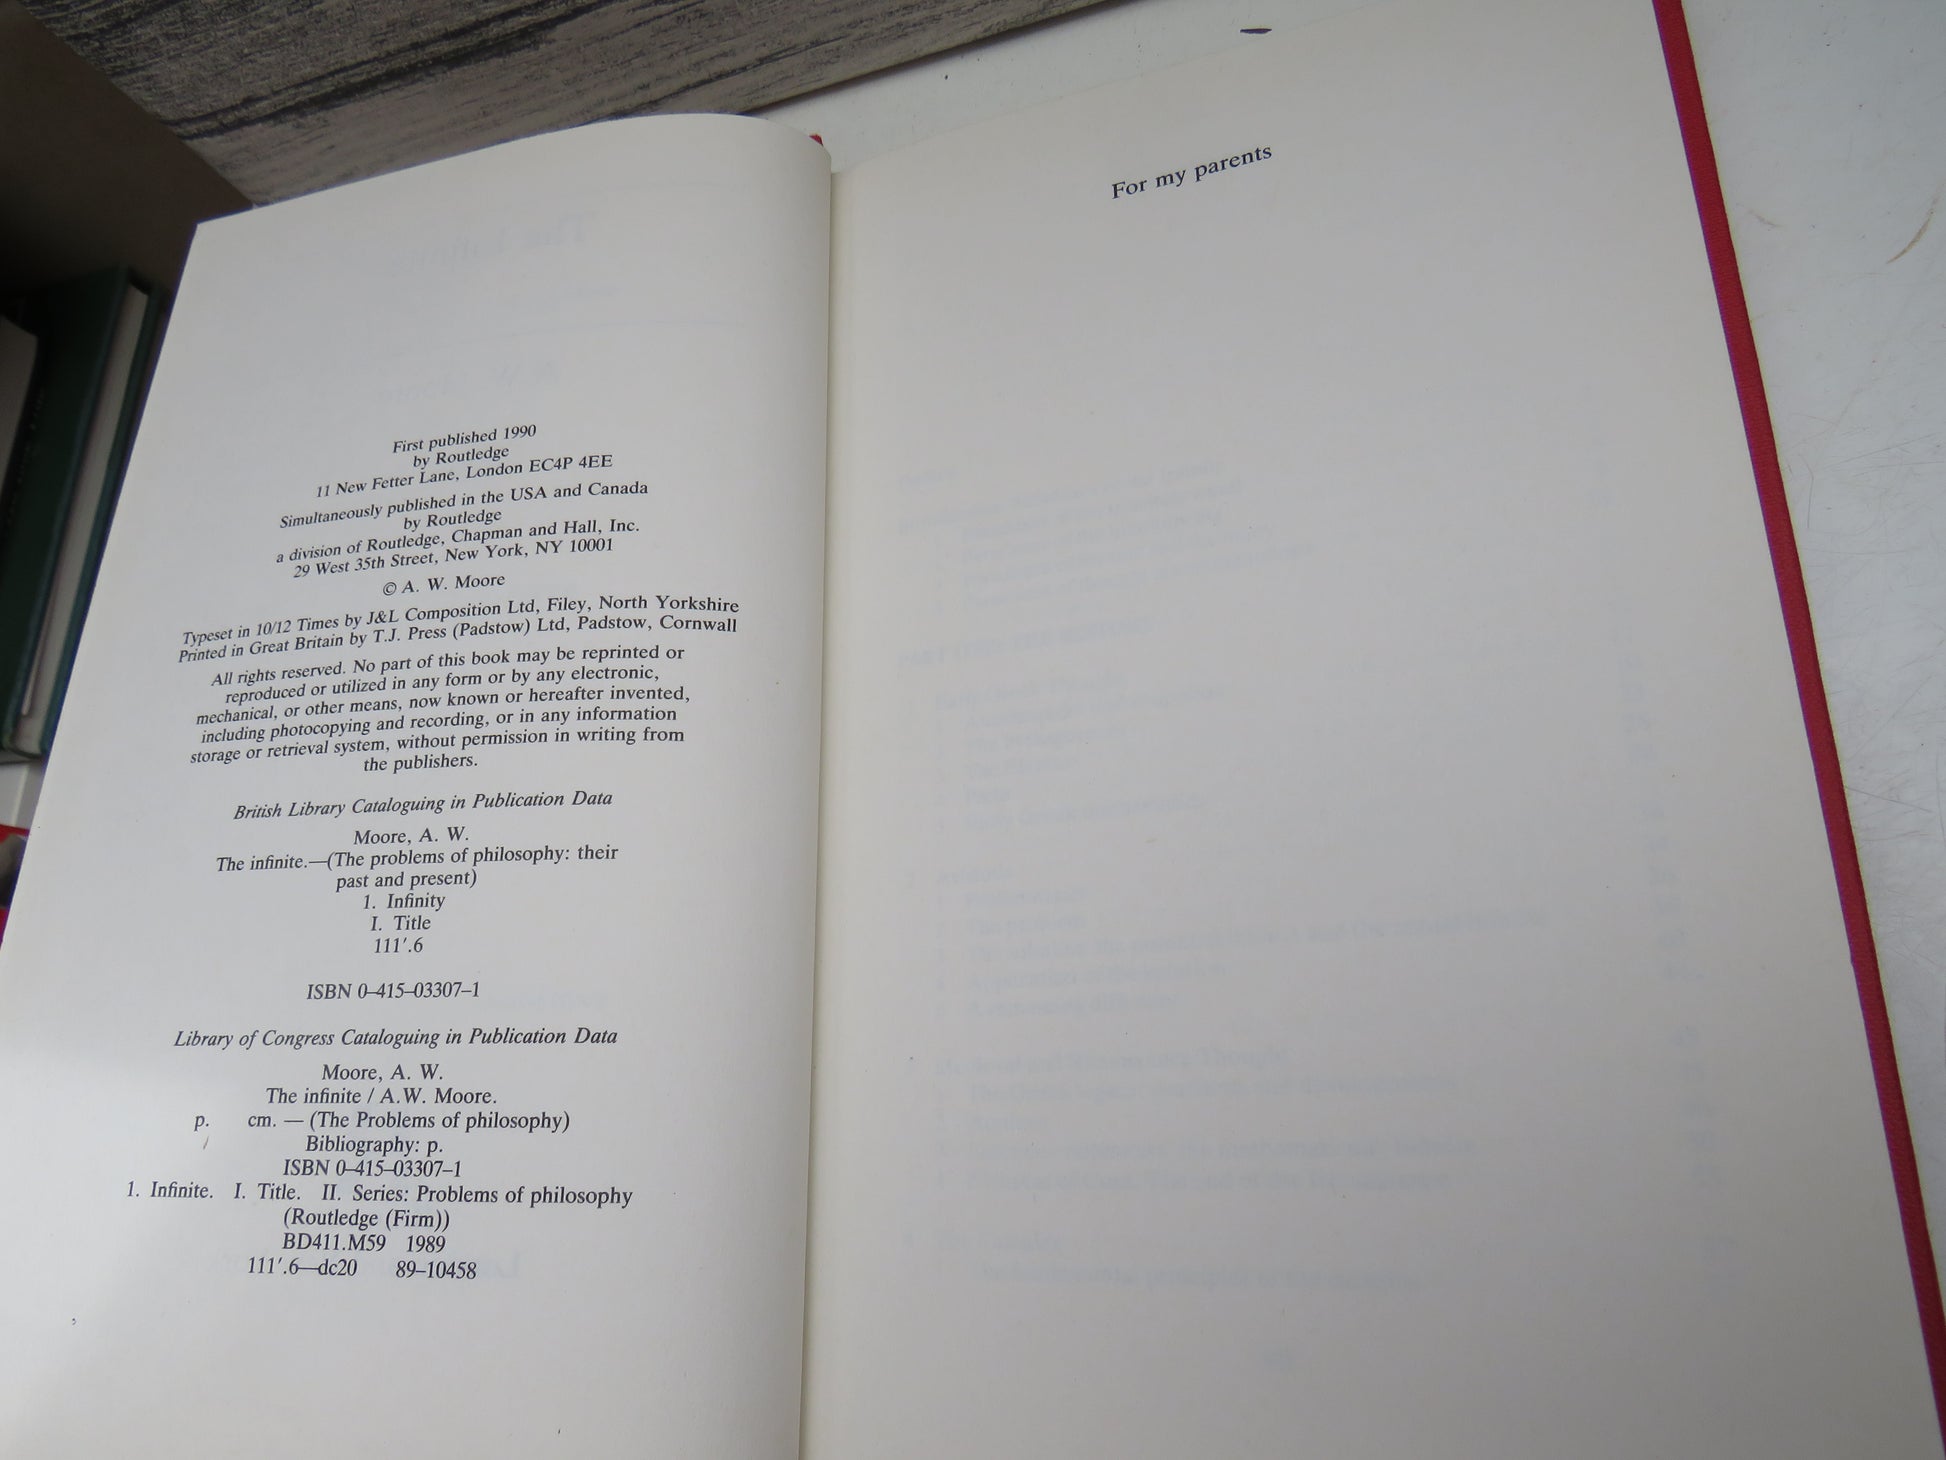 First published 1990
by Routledge
11 New Fetter Lane, London EC4P 4EE
Simultaneously published in the USA and Canada
by Routledge
a division of Routledge, Chapman and Hall, Inc.
29 West 35th Street, New York, NY 10001
© A. W. Moore
Typeset in 10/12 Times by J&L Composition Ltd, Filey, North Yorkshire
Printed in Great Britain by T.J. Press (Padstow) Ltd, Padstow, Cornwall
All rights reserved. No part of this book may be reprinted or
reproduced or utilized in any form or by any electronic,
mechanical, or other means, now known or hereafter invented,
including photocopying and recording, or in any information
storage or retrieval system, without permission in writing from
the publishers.
British Library Cataloguing in Publication Data
Moore, A. W.
The infinite.—(The problems of philosophy: their
past and present)
1. Infinity
I. Title
111′.6
ISBN 0–415–03307–1
Library of Congress Cataloguing in Publication Data
Moore, A. W.
The infinite / A.W. Moore.
p. cm. — (The Problems of philosophy)
Bibliography: p.
ISBN 0–415–03307–1
1. Infinite. I. Title. II. Series: Problems of philosophy
(Routledge (Firm))
BD411.M59 1989
111′.6—dc20 89–10458
For my parents